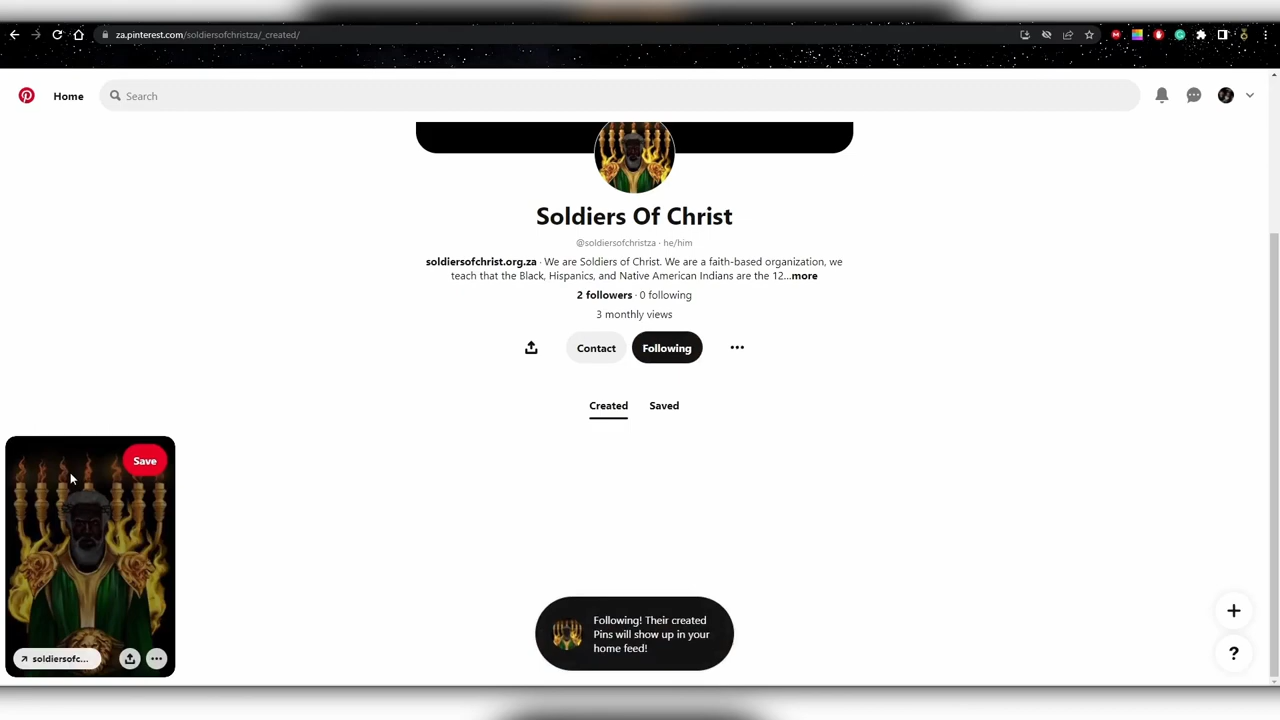 za.pinterest.com/soldiersofchristza/_created/
Home
Search
Soldiers Of Christ
@soldiersofchristza · he/him
soldiersofchrist.org.za · We are Soldiers of Christ. We are a faith-based organization, we
teach that the Black, Hispanics, and Native American Indians are the 12...more
2 followers · 0 following
3 monthly views
Contact
Following
Created
Saved
Save
soldiersofc...
Following! Their created
Pins will show up in your
home feed!